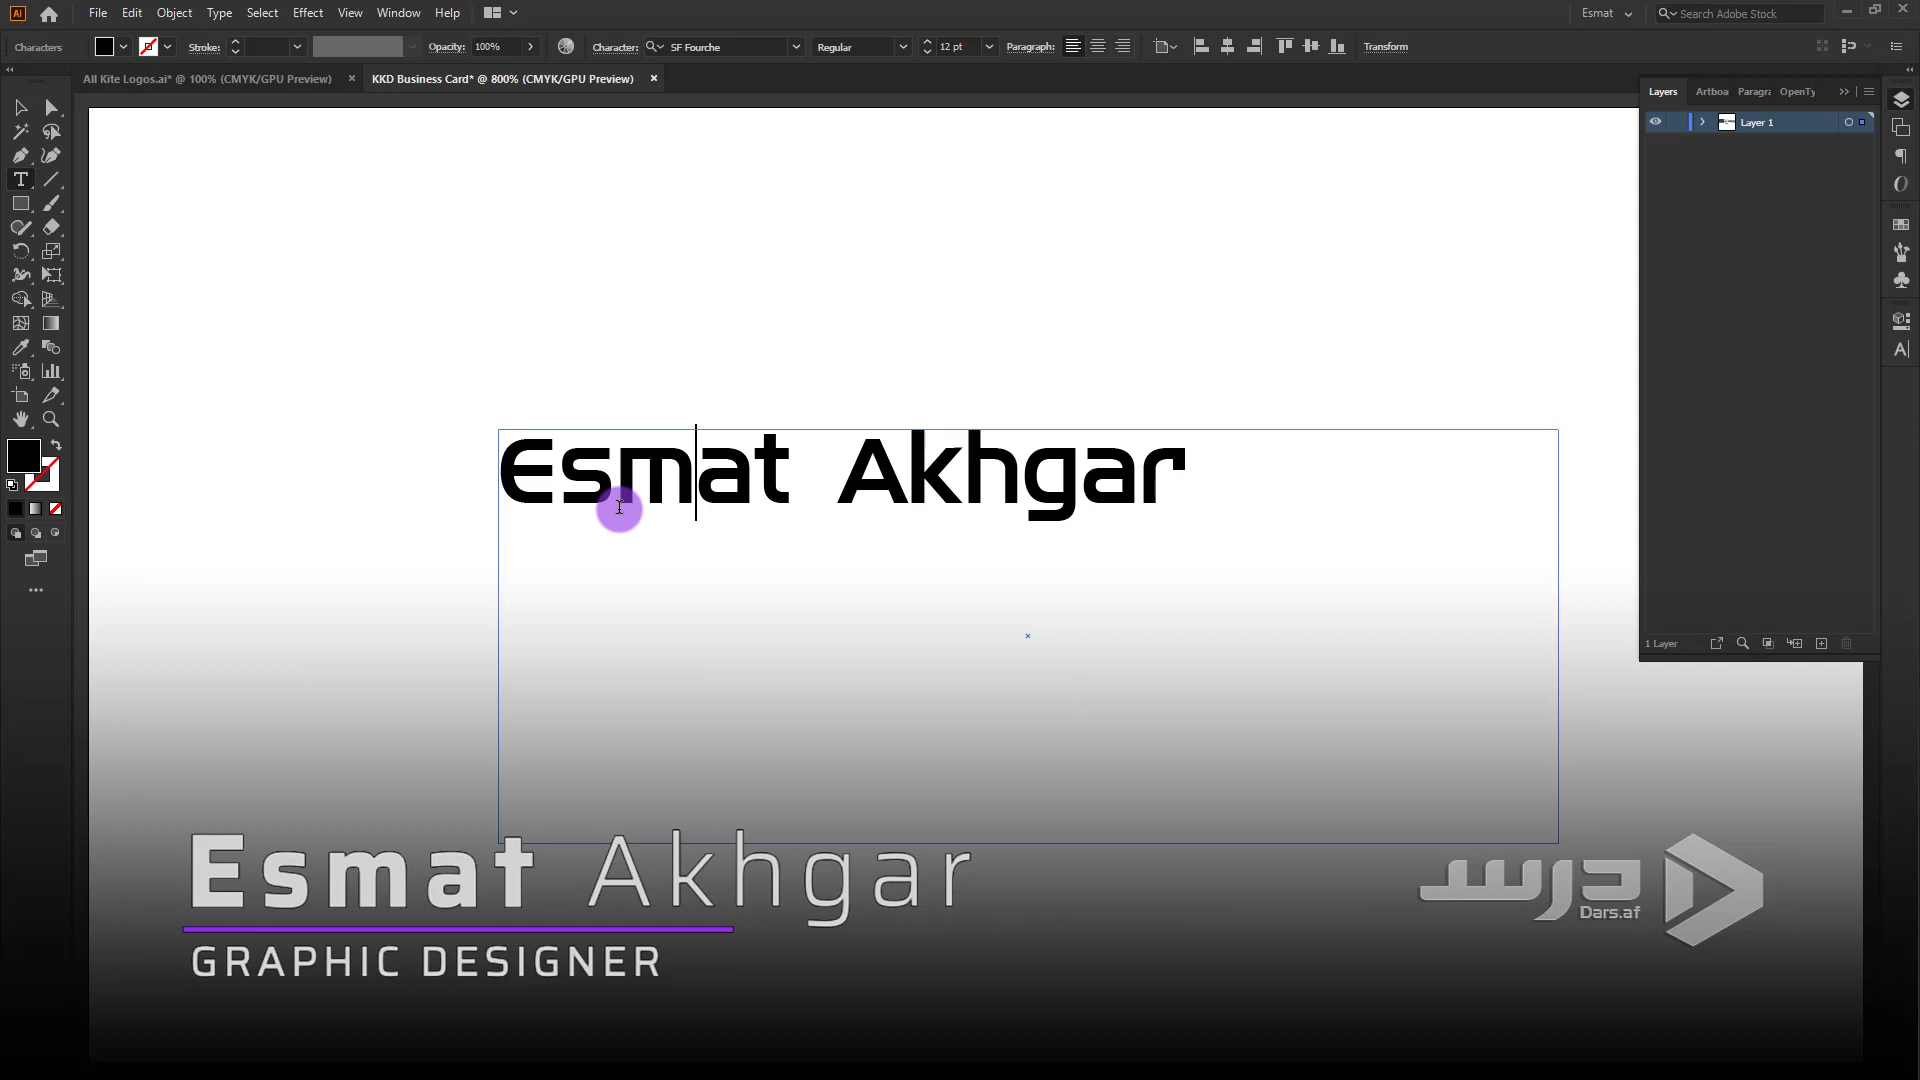 Ai File Edit Object Type Select Effect View Window Help Esmat Search Adobe Stock
Characters Stroke: Opacity: 100% Character: SF Fourche Regular 12 pt Paragraph: Transform
All Kite Logos.ai* @ 100% (CMYK/GPU Preview) × KKD Business Card* @ 800% (CMYK/GPU Preview) ×
Layers Artboa Paragra OpenTy
Layer 1
Esmat Akhgar
1 Layer
Esmat Akhgar
GRAPHIC DESIGNER
درس
Dars.af